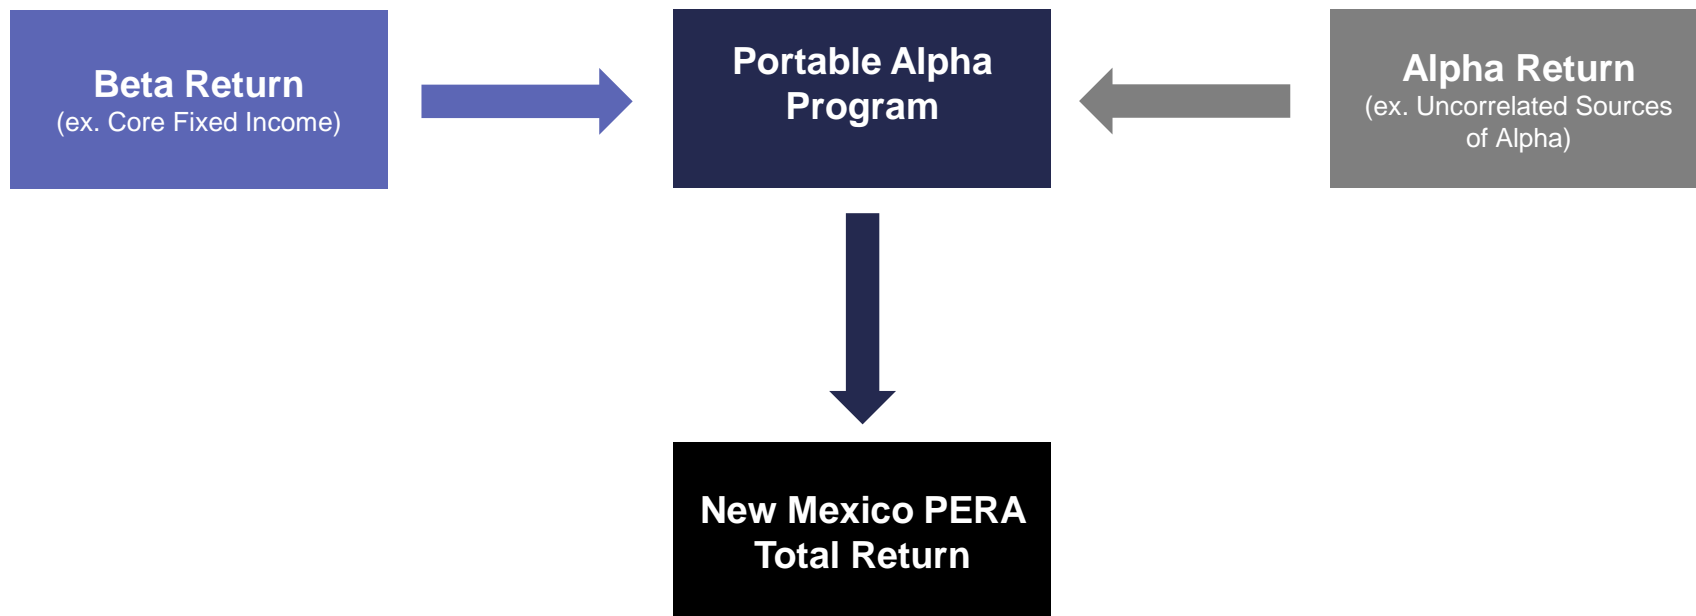 Beta Return
(ex. Core Fixed Income)
Portable Alpha
Program
Alpha Return
(ex. Uncorrelated Sources
of Alpha)
New Mexico PERA
Total Return